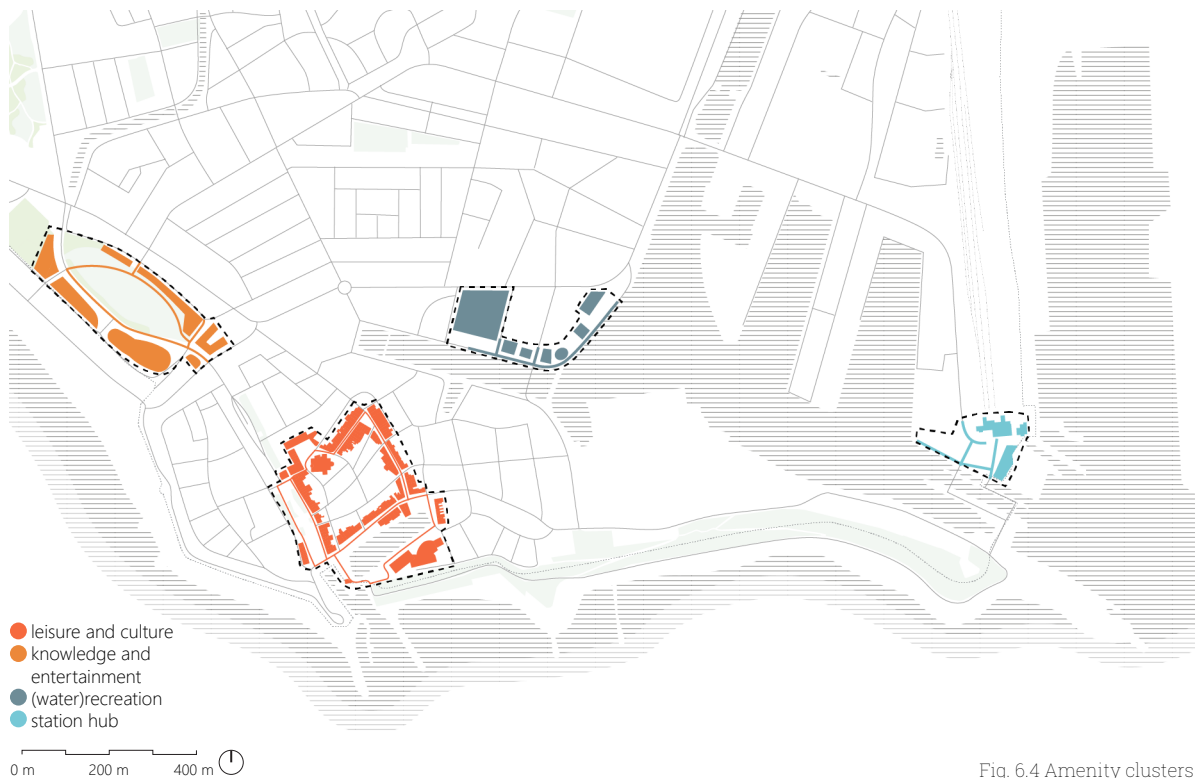 leisure and culture
knowledge and
entertainment
(water)recreation
station hub
0 m 200 m 400 m
Fig. 6.4 Amenity clusters